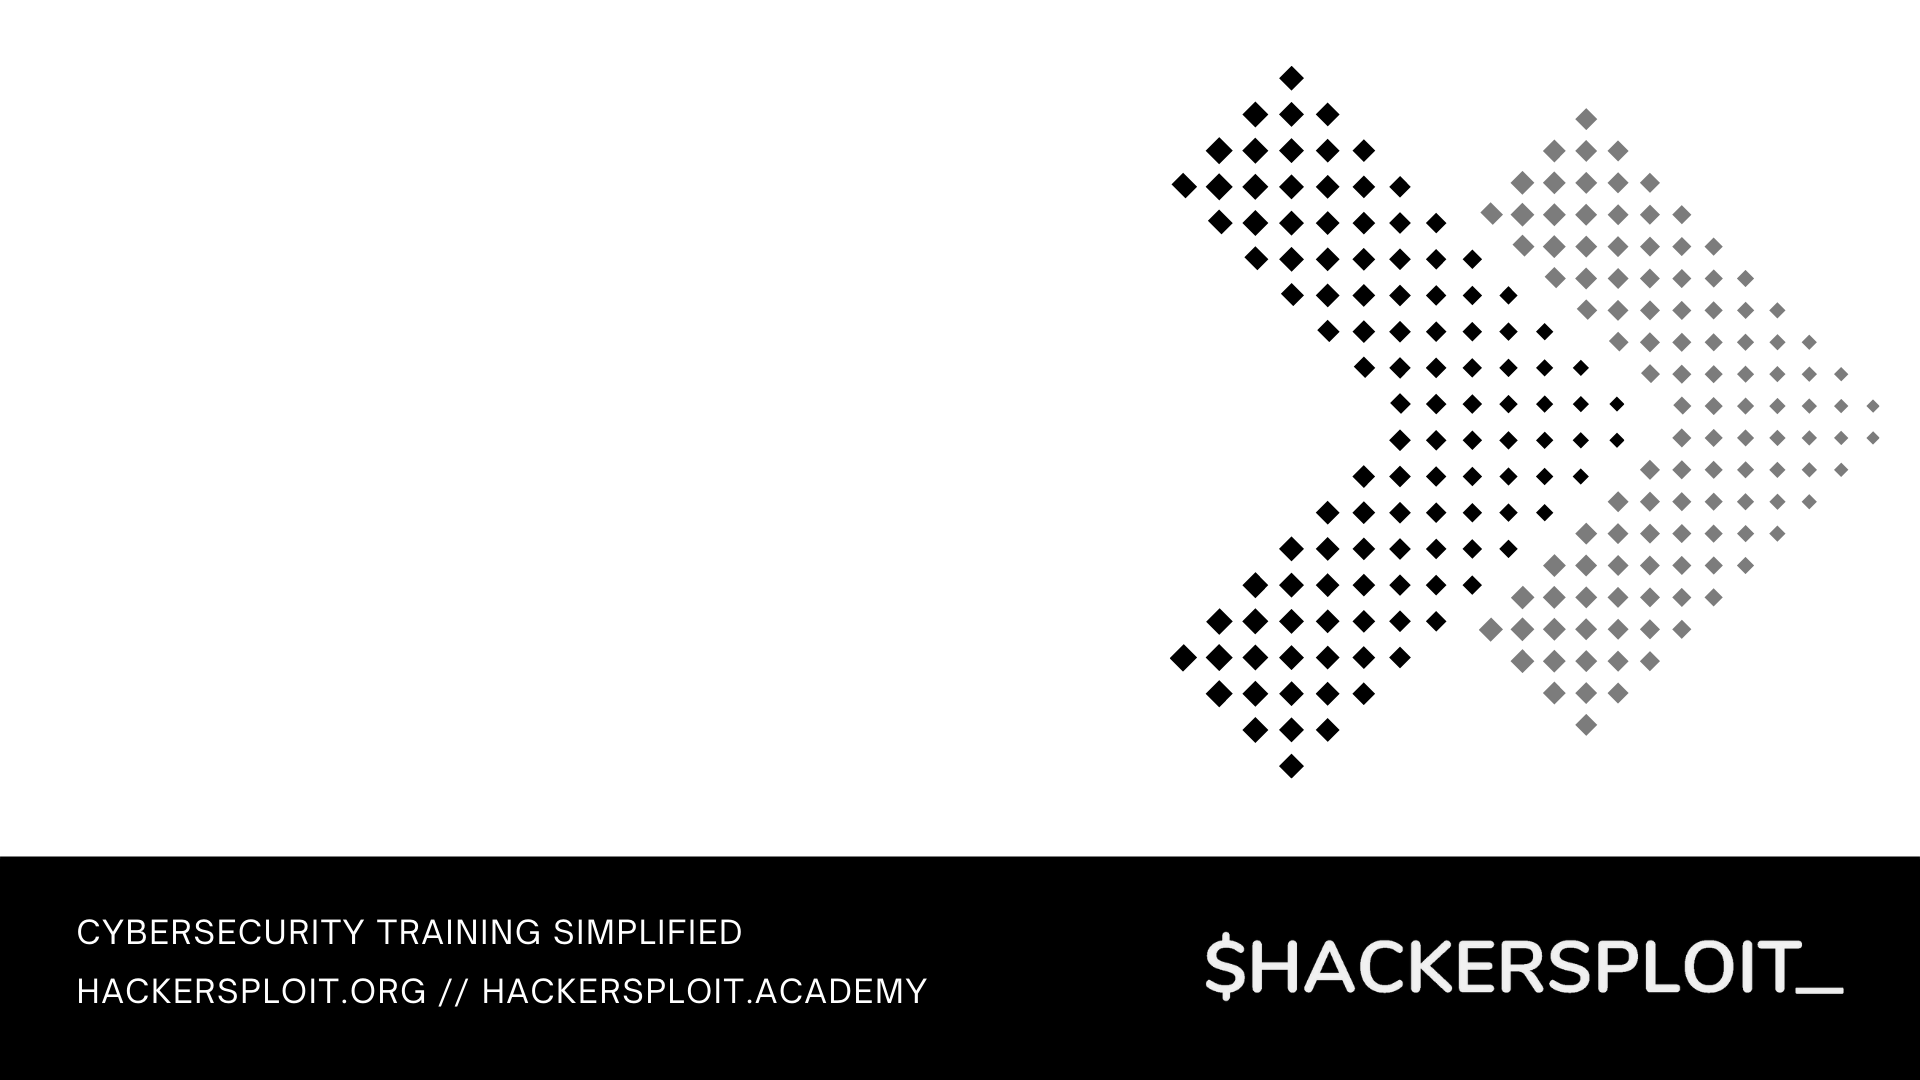 CYBERSECURITY TRAINING SIMPLIFIED
HACKERSPLOIT.ORG // HACKERSPLOIT.ACADEMY
$HACKERSPLOIT_